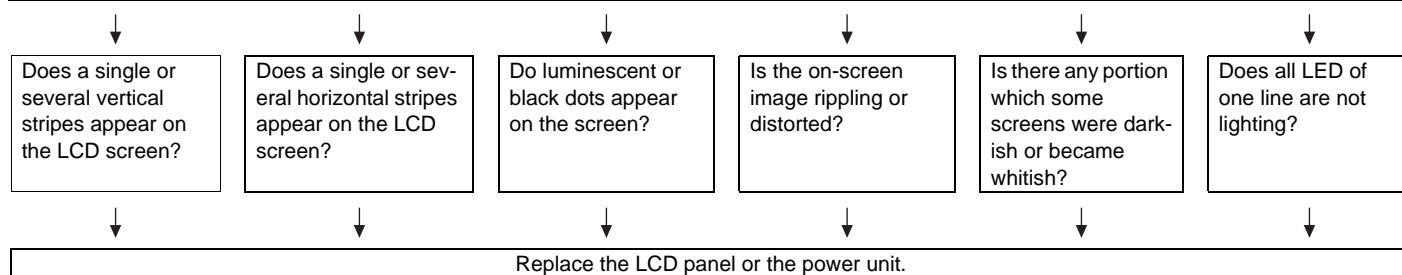 Does a single or
several vertical
stripes appear on
the LCD screen?
Does a single or sev-
eral horizontal stripes
appear on the LCD
screen?
Do luminescent or
black dots appear
on the screen?
Is the on-screen
image rippling or
distorted?
Is there any portion
which some
screens were dark-
ish or became
whitish?
Does all LED of
one line are not
lighting?
Replace the LCD panel or the power unit.